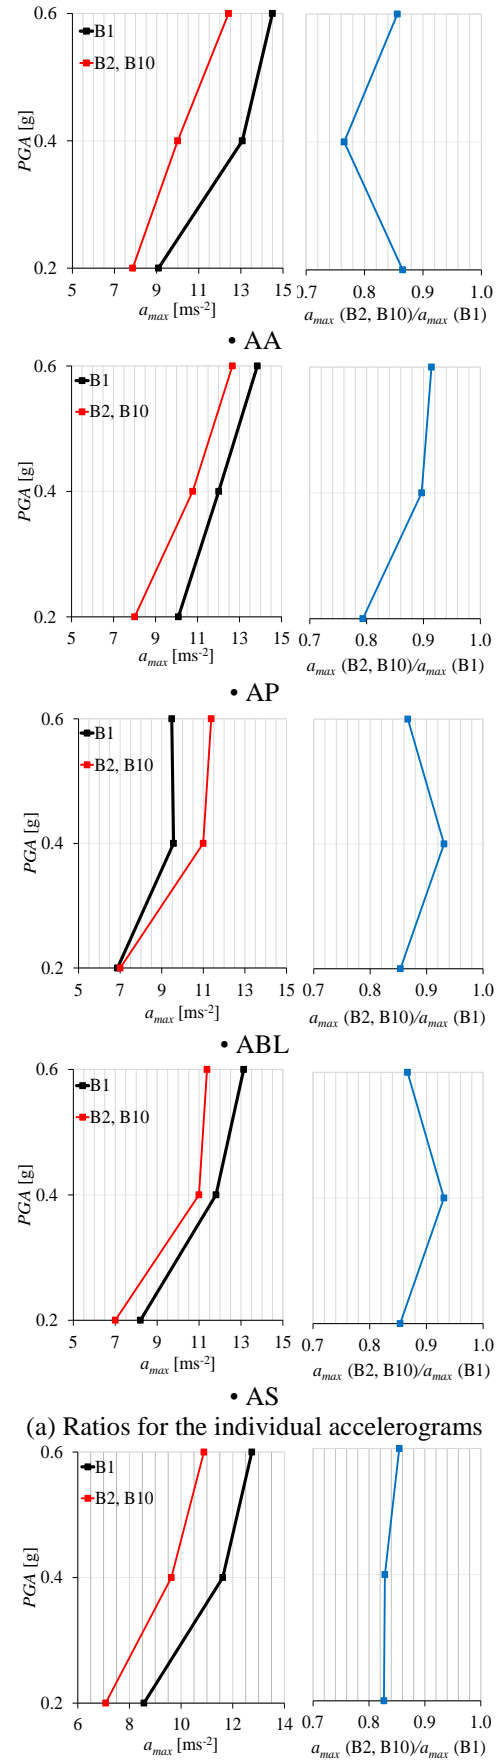 0.6
B1
B2, B10
PGA [g]
0.4
0.2
5 7 9 11 13 15
0.7 0.8 0.9 1.0
a_max [ms-2]
a_max (B2, B10)/a_max (B1)
• AA
0.6
B1
B2, B10
PGA [g]
0.4
0.2
5 7 9 11 13 15
0.7 0.8 0.9 1.0
a_max [ms-2]
a_max (B2, B10)/a_max (B1)
• AP
0.6
B1
B2, B10
PGA [g]
0.4
0.2
5 7 9 11 13 15
0.7 0.8 0.9 1.0
a_max [ms-2]
a_max (B2, B10)/a_max (B1)
• ABL
0.6
B1
B2, B10
PGA [g]
0.4
0.2
5 7 9 11 13 15
0.7 0.8 0.9 1.0
a_max [ms-2]
a_max (B2, B10)/a_max (B1)
• AS
(a) Ratios for the individual accelerograms
0.6
B1
B2, B10
PGA [g]
0.4
0.2
6 8 10 12 14
0.7 0.8 0.9 1.0
a_max [ms-2]
a_max (B2, B10)/a_max (B1)